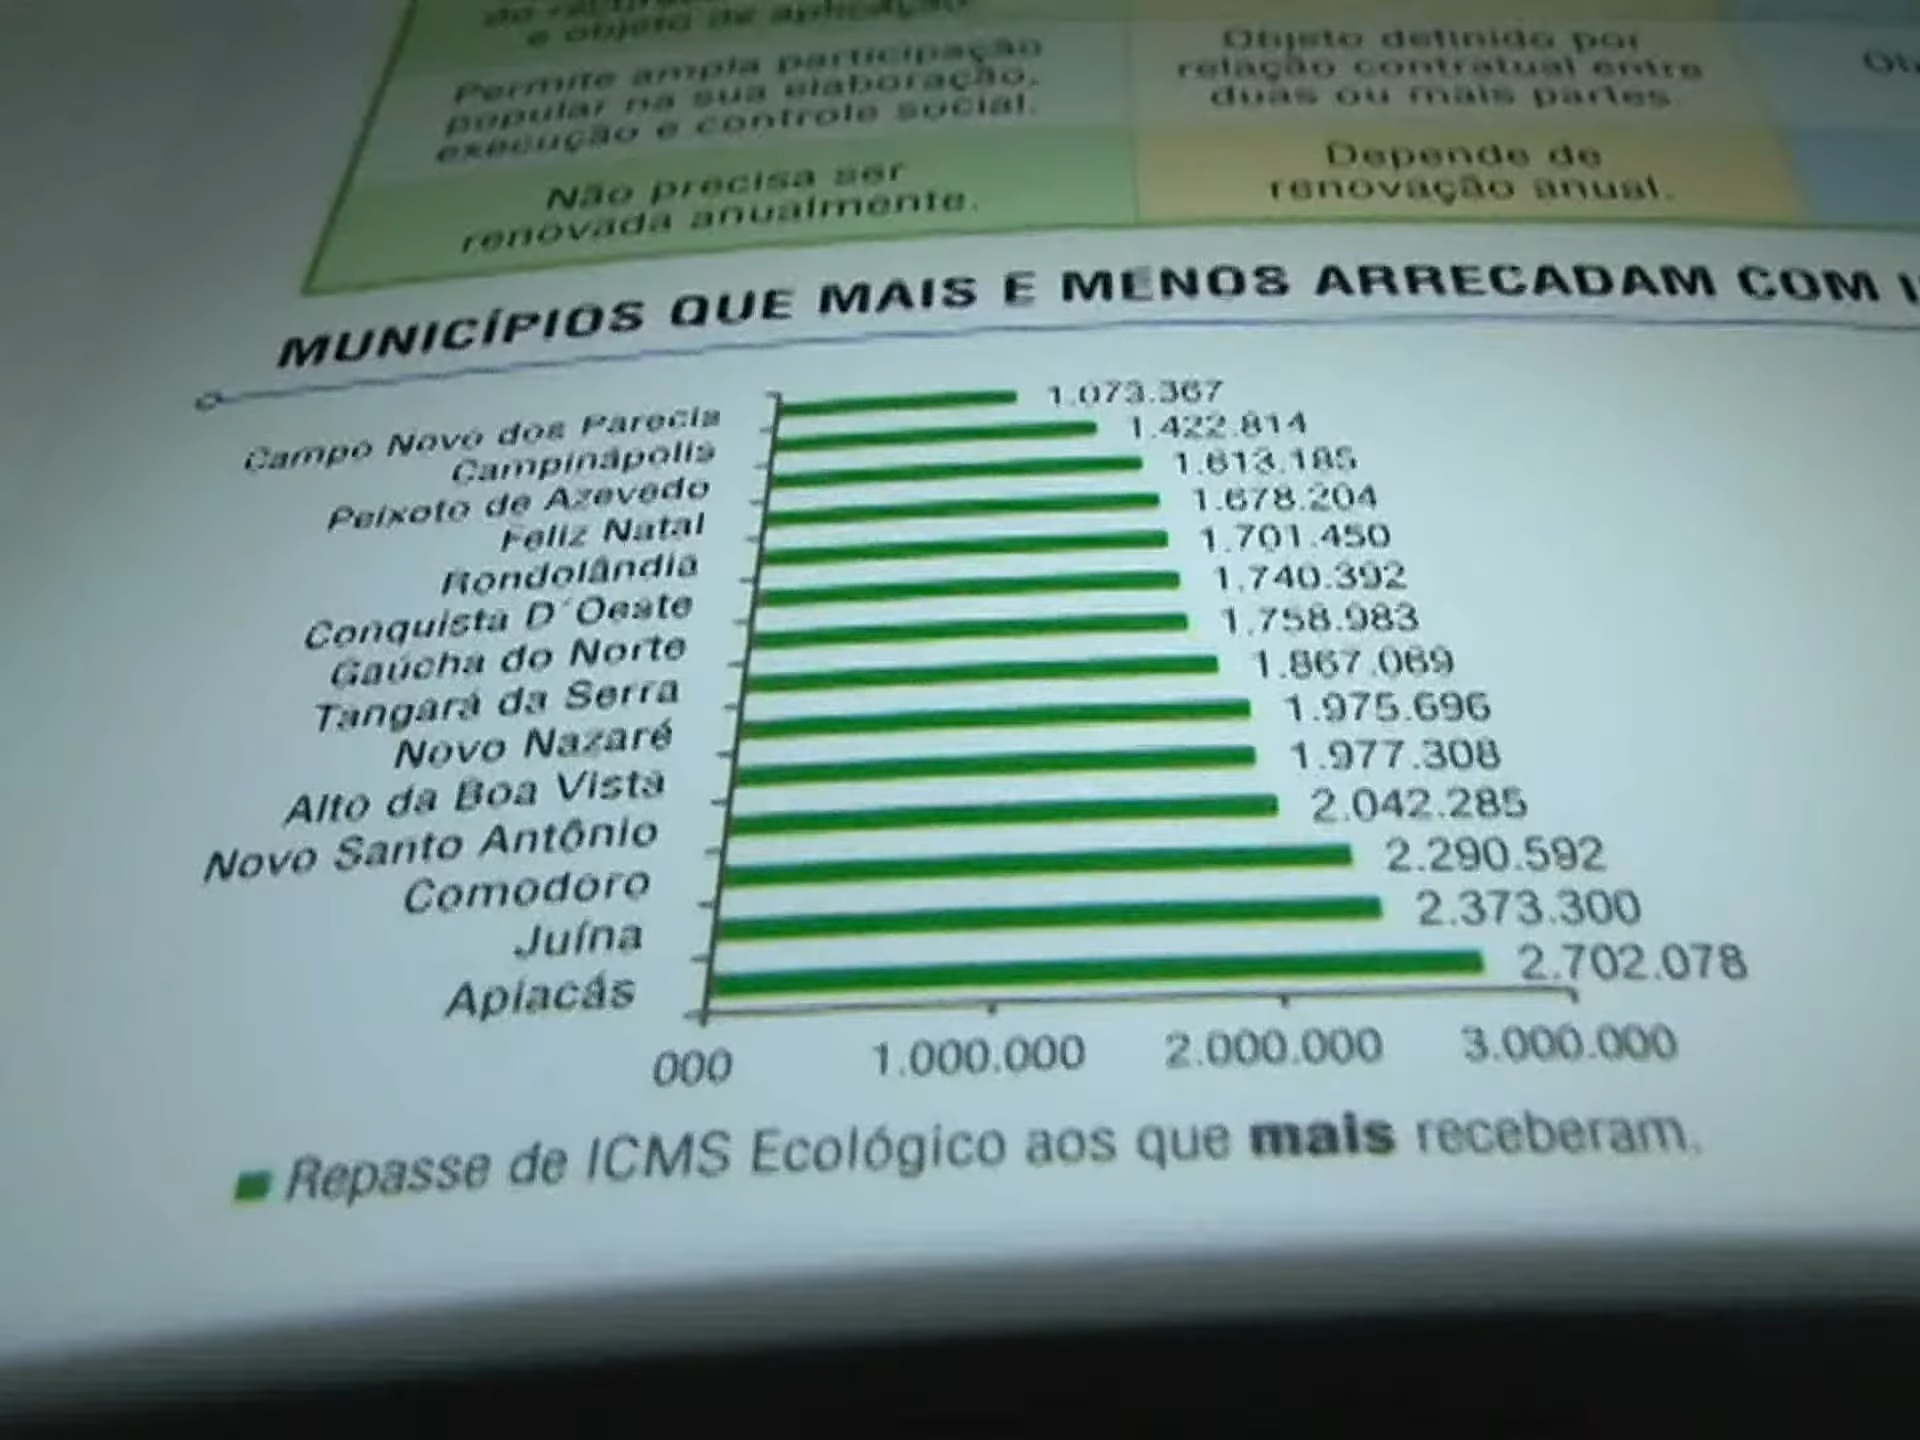 e objeto de aplicação
Permite ampla participação
popular na sua elaboração,
execução e controle social.
Não precisa ser
renovada anualmente.
Objeto definido por
relação contratual entre
duas ou mais partes.
Depende de
renovação anual.
MUNICÍPIOS QUE MAIS E MENOS ARRECADAM COM
Campo Novo dos Parecis 1.073.367
Campinápolis 1.422.814
Peixoto de Azevedo 1.613.185
Feliz Natal 1.678.204
Rondolândia 1.701.450
Conquista D´Oeste 1.740.392
Gaúcha do Norte 1.758.983
Tangará da Serra 1.867.069
Novo Nazaré 1.975.696
Alto da Boa Vista 1.977.308
Novo Santo Antônio 2.042.285
Comodoro 2.290.592
Juína 2.373.300
Apiacás 2.702.078
000 1.000.000 2.000.000 3.000.000
Repasse de ICMS Ecológico aos que mais receberam.